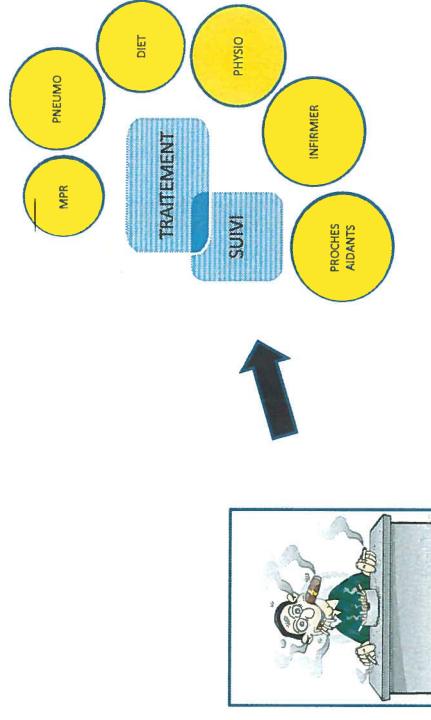 MPR
PNEUMO
DIET
PHYSIO
INFIRMIER
PROCHES
AIDANTS
TRAITEMENT
SUIVI